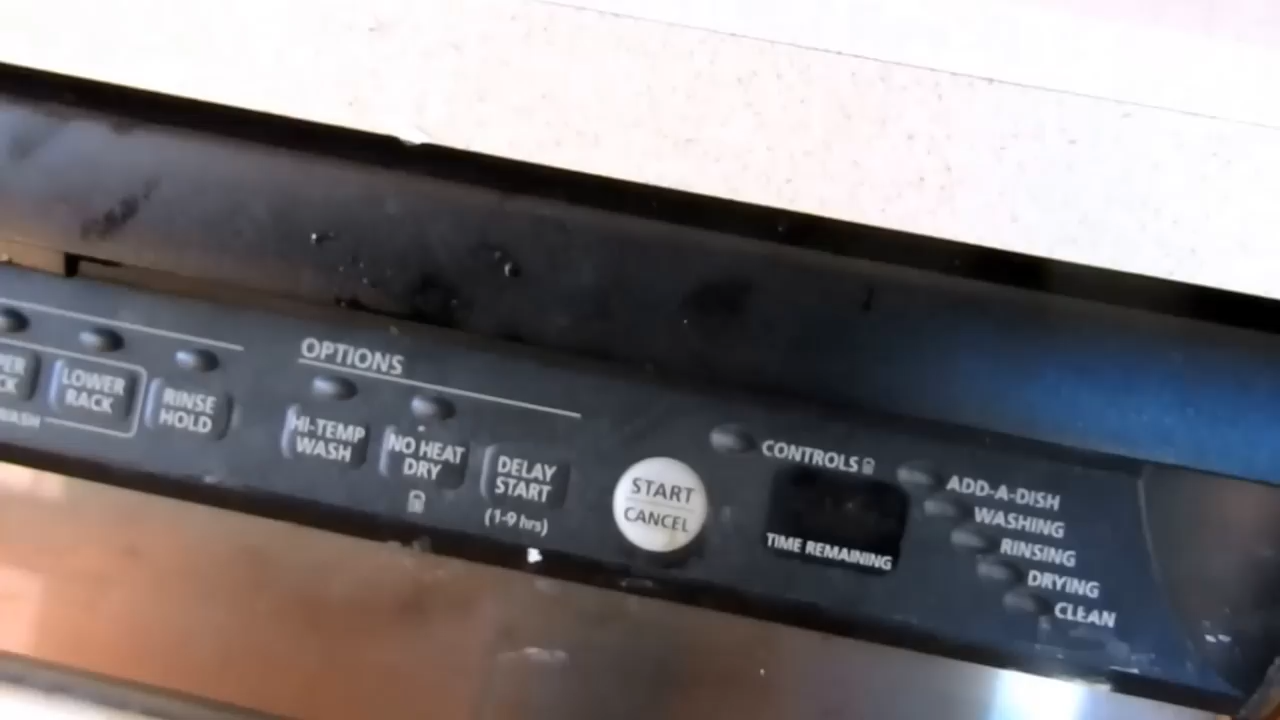 LOWER
RACK
RINSE
HOLD
OPTIONS
HI-TEMP
WASH
NO HEAT
DRY
DELAY
START
(1-9 hrs)
START
CANCEL
CONTROLS
TIME REMAINING
ADD-A-DISH
WASHING
RINSING
DRYING
CLEAN